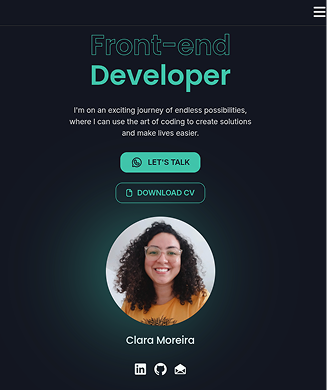 Front-end
Developer
I'm on an exciting journey of endless possibilities,
where I can use the art of coding to create solutions
and make lives easier.
LET'S TALK
DOWNLOAD CV
Clara Moreira